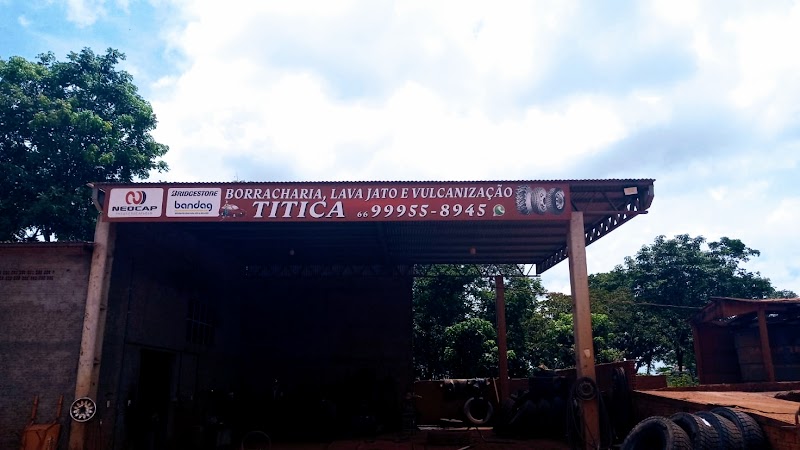 NEOCAP
BRIDGESTONE
bandag
BORRACHARIA, LAVA JATO E VULCANIZAÇÃO
TITICA 66 99955-8945